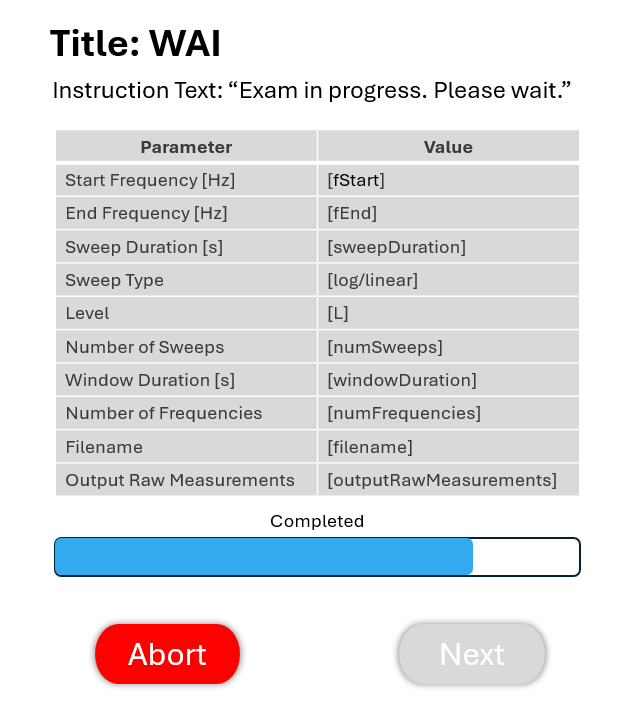 Title: WAI
Instruction Text: “Exam in progress. Please wait.”
Parameter Value
Start Frequency [Hz] [fStart]
End Frequency [Hz] [fEnd]
Sweep Duration [s] [sweepDuration]
Sweep Type [log/linear]
Level [L]
Number of Sweeps [numSweeps]
Window Duration [s] [windowDuration]
Number of Frequencies [numFrequencies]
Filename [filename]
Output Raw Measurements [outputRawMeasurements]
Completed
Abort Next